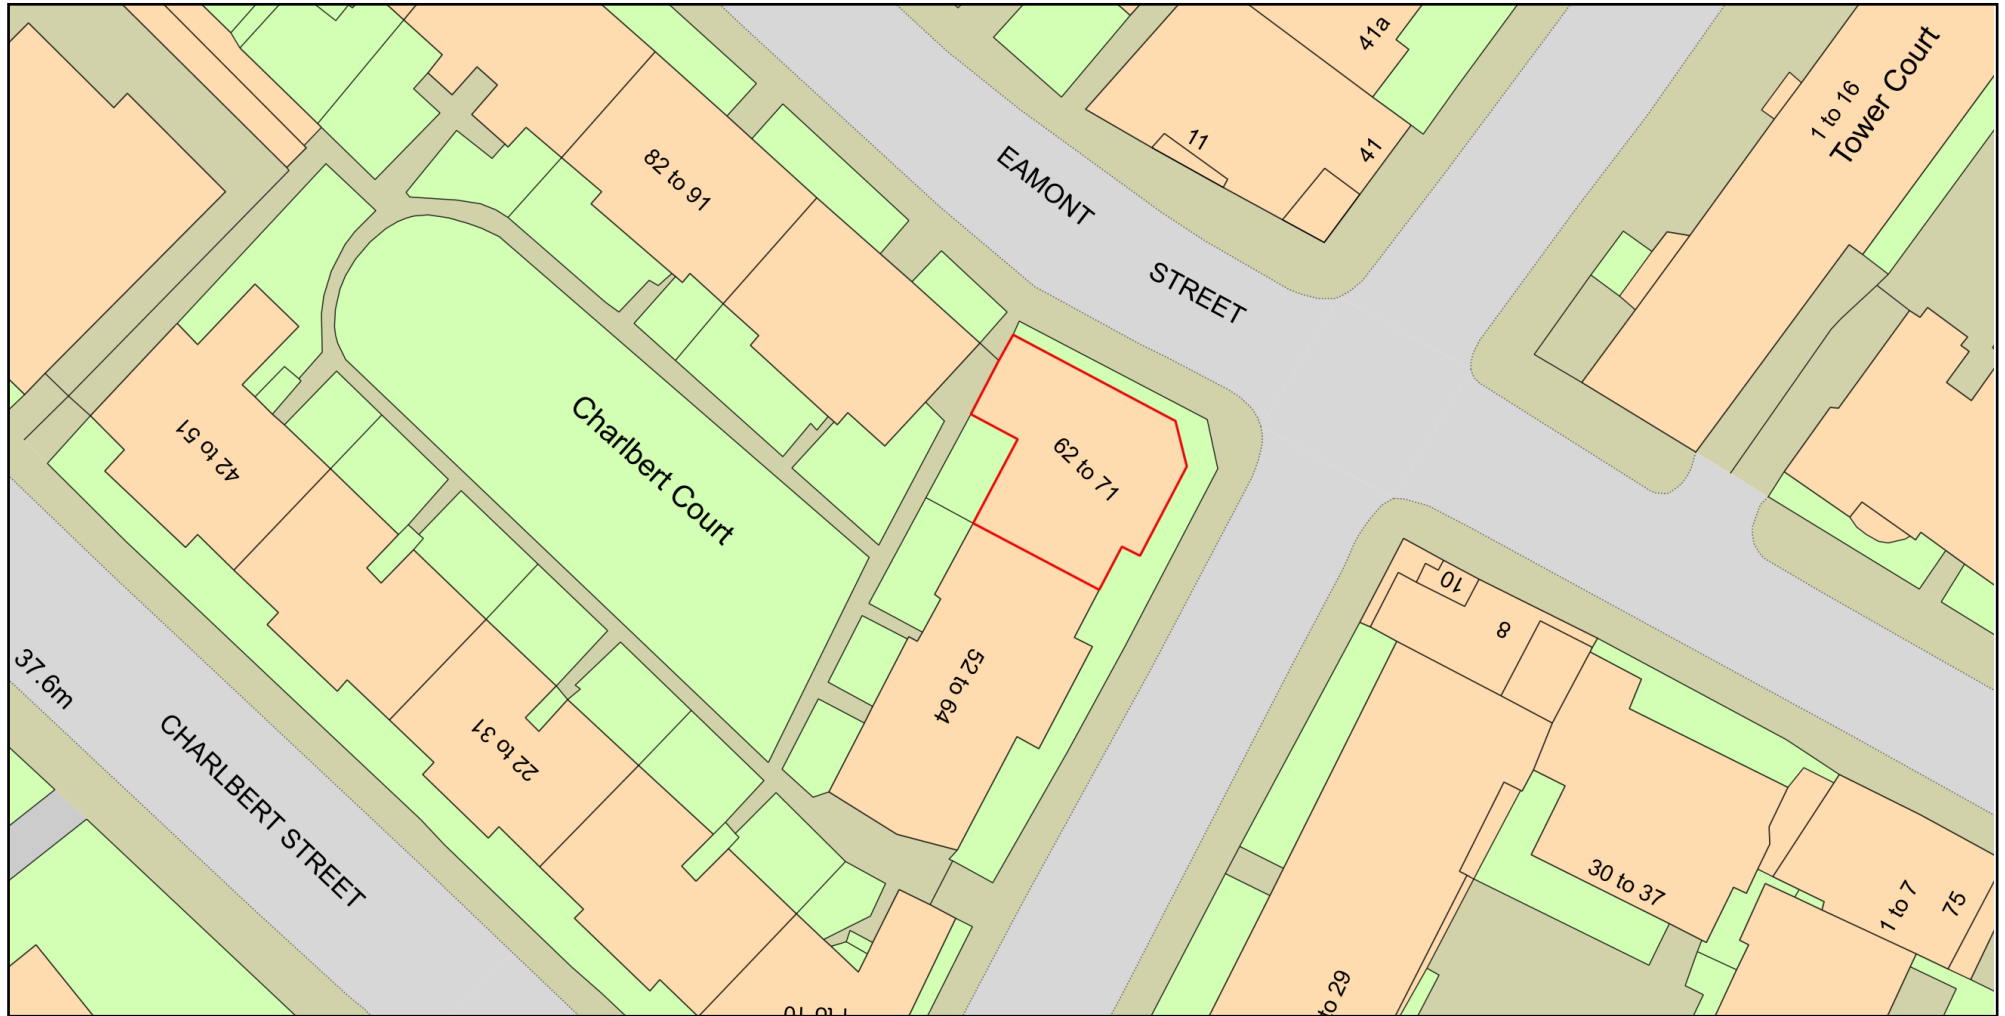 41a
1 to 16
Tower Court
11
41
82 to 91
EAMONT
STREET
Charlbert Court
42 to 51
62 to 71
10
8
52 to 64
37.6m
CHARLBERT STREET
22 to 31
30 to 37
1 to 7
75
to 29